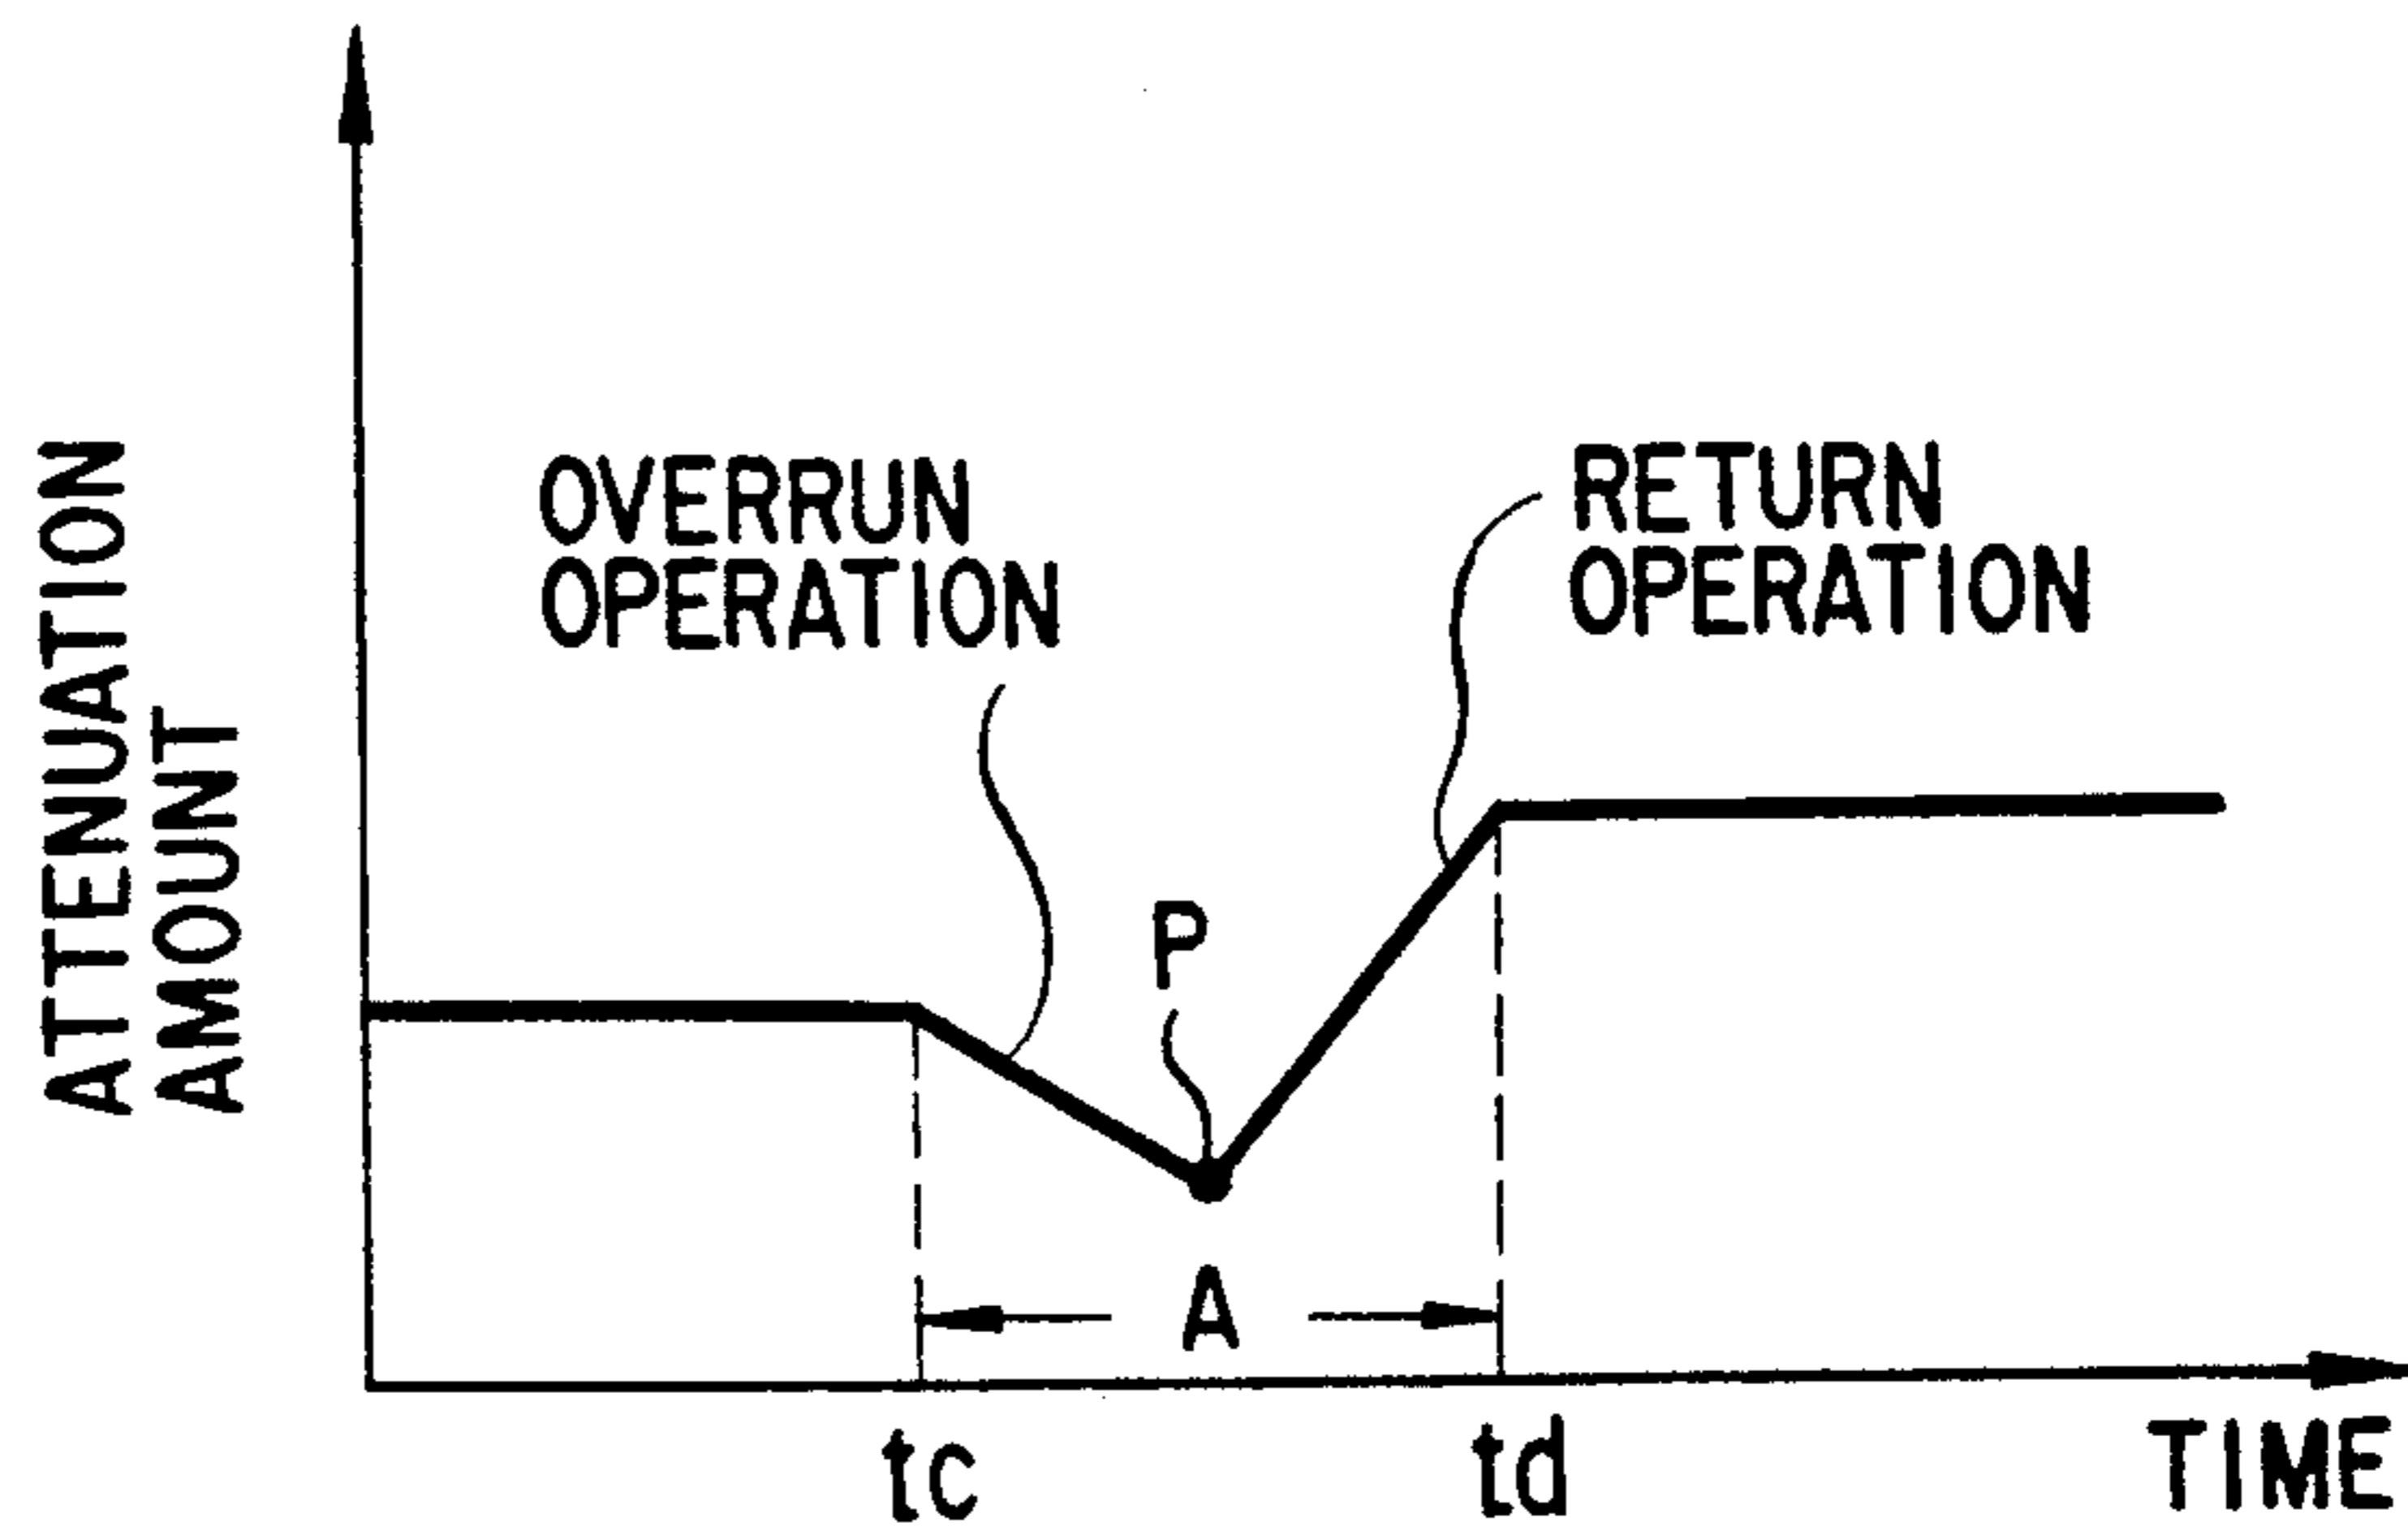 ATTENUATION
AMOUNT
OVERRUN
OPERATION
RETURN
OPERATION
P
A
tc
td
TIME